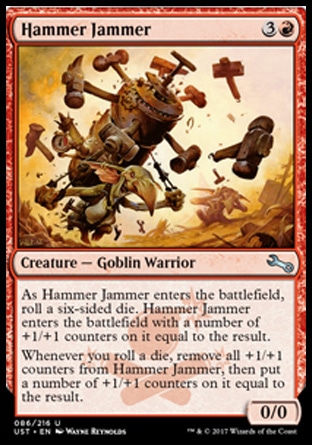 Hammer Jammer 3
Creature — Goblin Warrior
As Hammer Jammer enters the battlefield,
roll a six-sided die. Hammer Jammer
enters the battlefield with a number of
+1/+1 counters on it equal to the result.
Whenever you roll a die, remove all +1/+1
counters from Hammer Jammer, then put
a number of +1/+1 counters on it equal to
the result.
0/0
086/216 U
UST • EN Wayne Reynolds
™ & © 2017 Wizards of the Coast